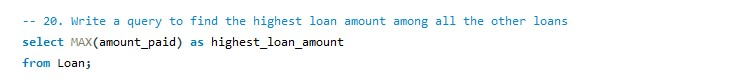 -- 20. Write a query to find the highest loan amount among all the other loans
select MAX(amount_paid) as highest_loan_amount
from Loan;